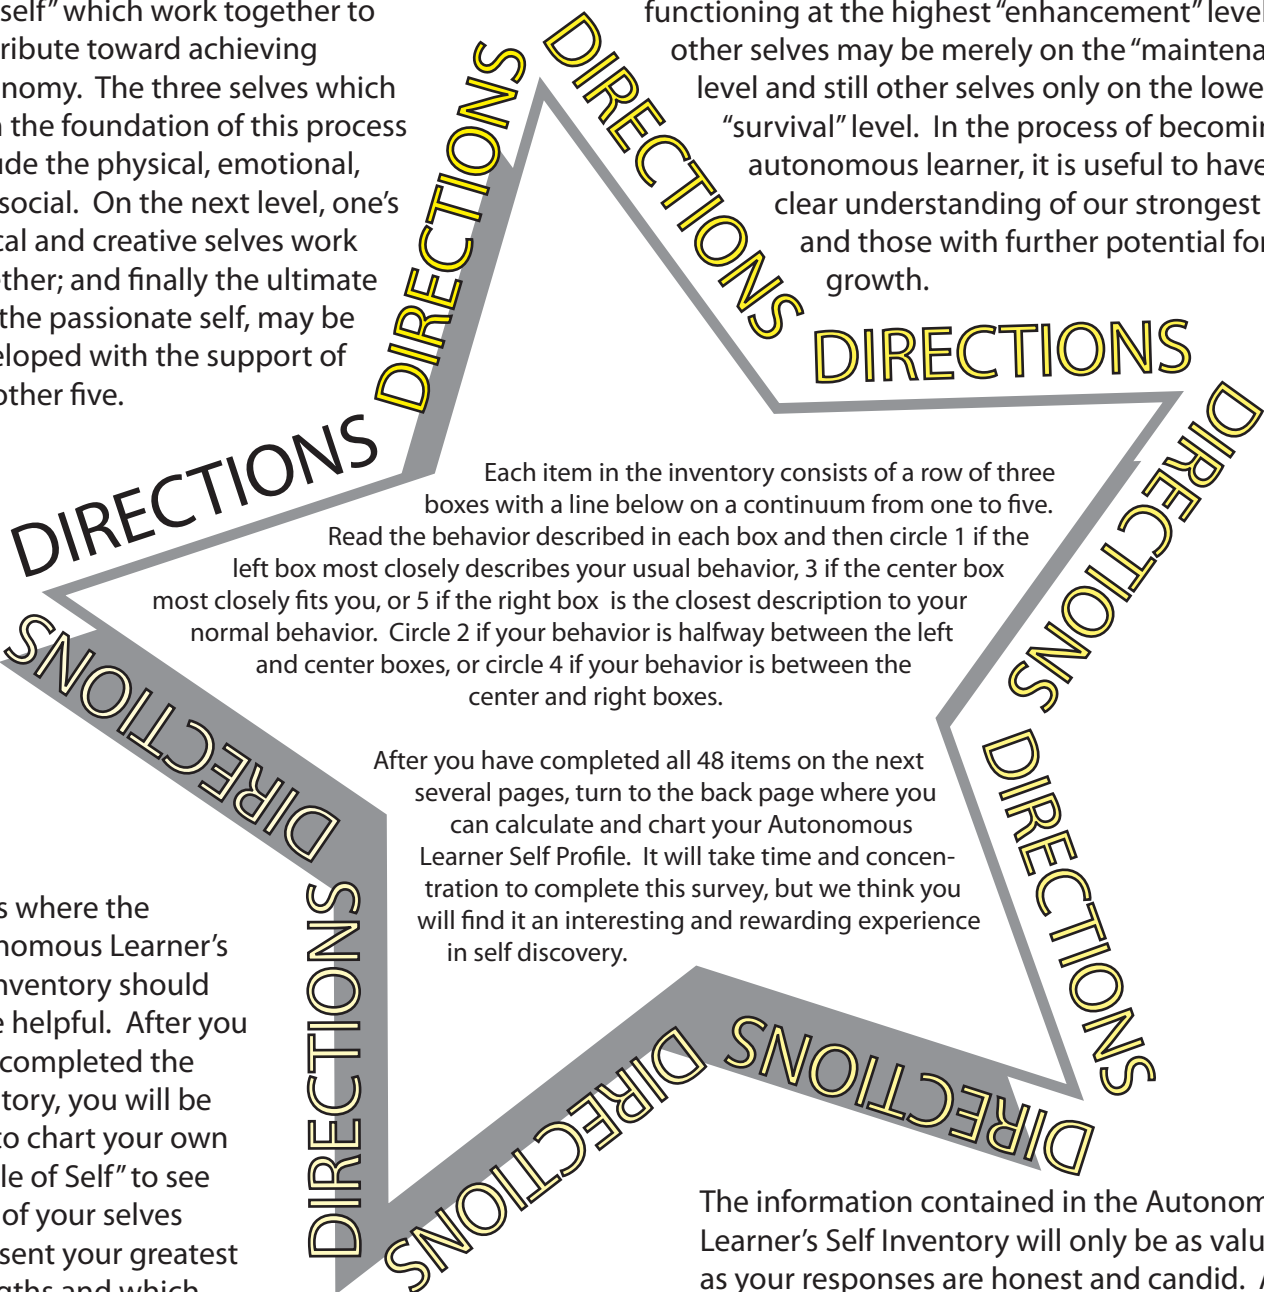 self” which work together to
ribute toward achieving
nomy. The three selves which
the foundation of this process
ude the physical, emotional,
social. On the next level, one’s
cal and creative selves work
ther; and finally the ultimate
the passionate self, may be
eloped with the support of
other five.
functioning at the highest “enhancement” level
other selves may be merely on the “maintena
level and still other selves only on the lowe
“survival” level. In the process of becomin
autonomous learner, it is useful to have
clear understanding of our strongest
and those with further potential for
growth.
DIRECTIONS
DIRECTIONS
DIRECTIONS
DIRECTIONS
DIRECTIONS
DIRECTIONS
DIRECTIONS
DIRECTIONS
DIRECTIONS
DIRECTIONS
Each item in the inventory consists of a row of three
boxes with a line below on a continuum from one to five.
Read the behavior described in each box and then circle 1 if the
left box most closely describes your usual behavior, 3 if the center box
most closely fits you, or 5 if the right box is the closest description to your
normal behavior. Circle 2 if your behavior is halfway between the left
and center boxes, or circle 4 if your behavior is between the
center and right boxes.
After you have completed all 48 items on the next
several pages, turn to the back page where you
can calculate and chart your Autonomous
Learner Self Profile. It will take time and concen-
tration to complete this survey, but we think you
will find it an interesting and rewarding experience
in self discovery.
s where the
nomous Learner’s
nventory should
e helpful. After you
completed the
tory, you will be
to chart your own
le of Self” to see
of your selves
sent your greatest
gths and which
The information contained in the Autonom
Learner’s Self Inventory will only be as valu
as your responses are honest and candid. A